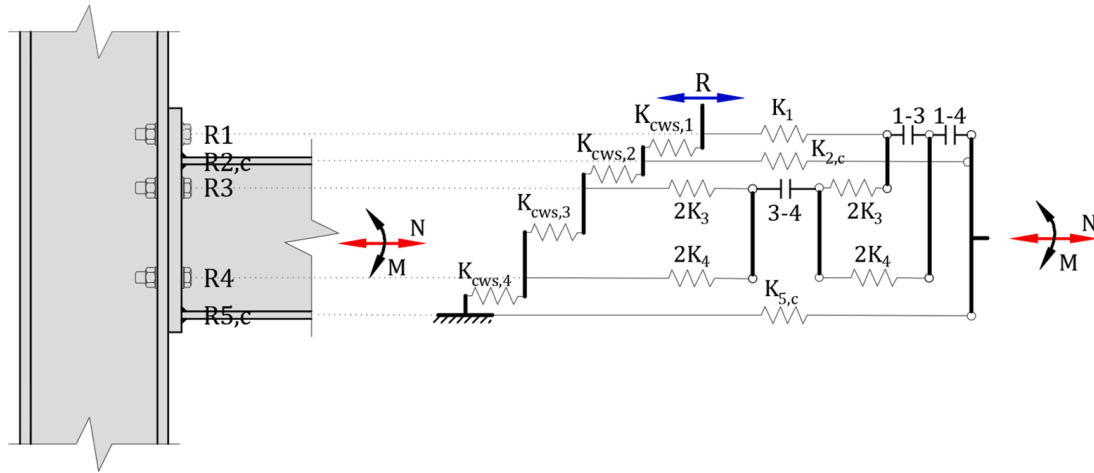 R1
R2,c
R3
R4
R5,c
N
M
R
Kcws,1
Kcws,2
Kcws,3
Kcws,4
K1
K2,c
2K3
3-4
2K3
2K4
2K4
K5,c
1-3
1-4
N
M